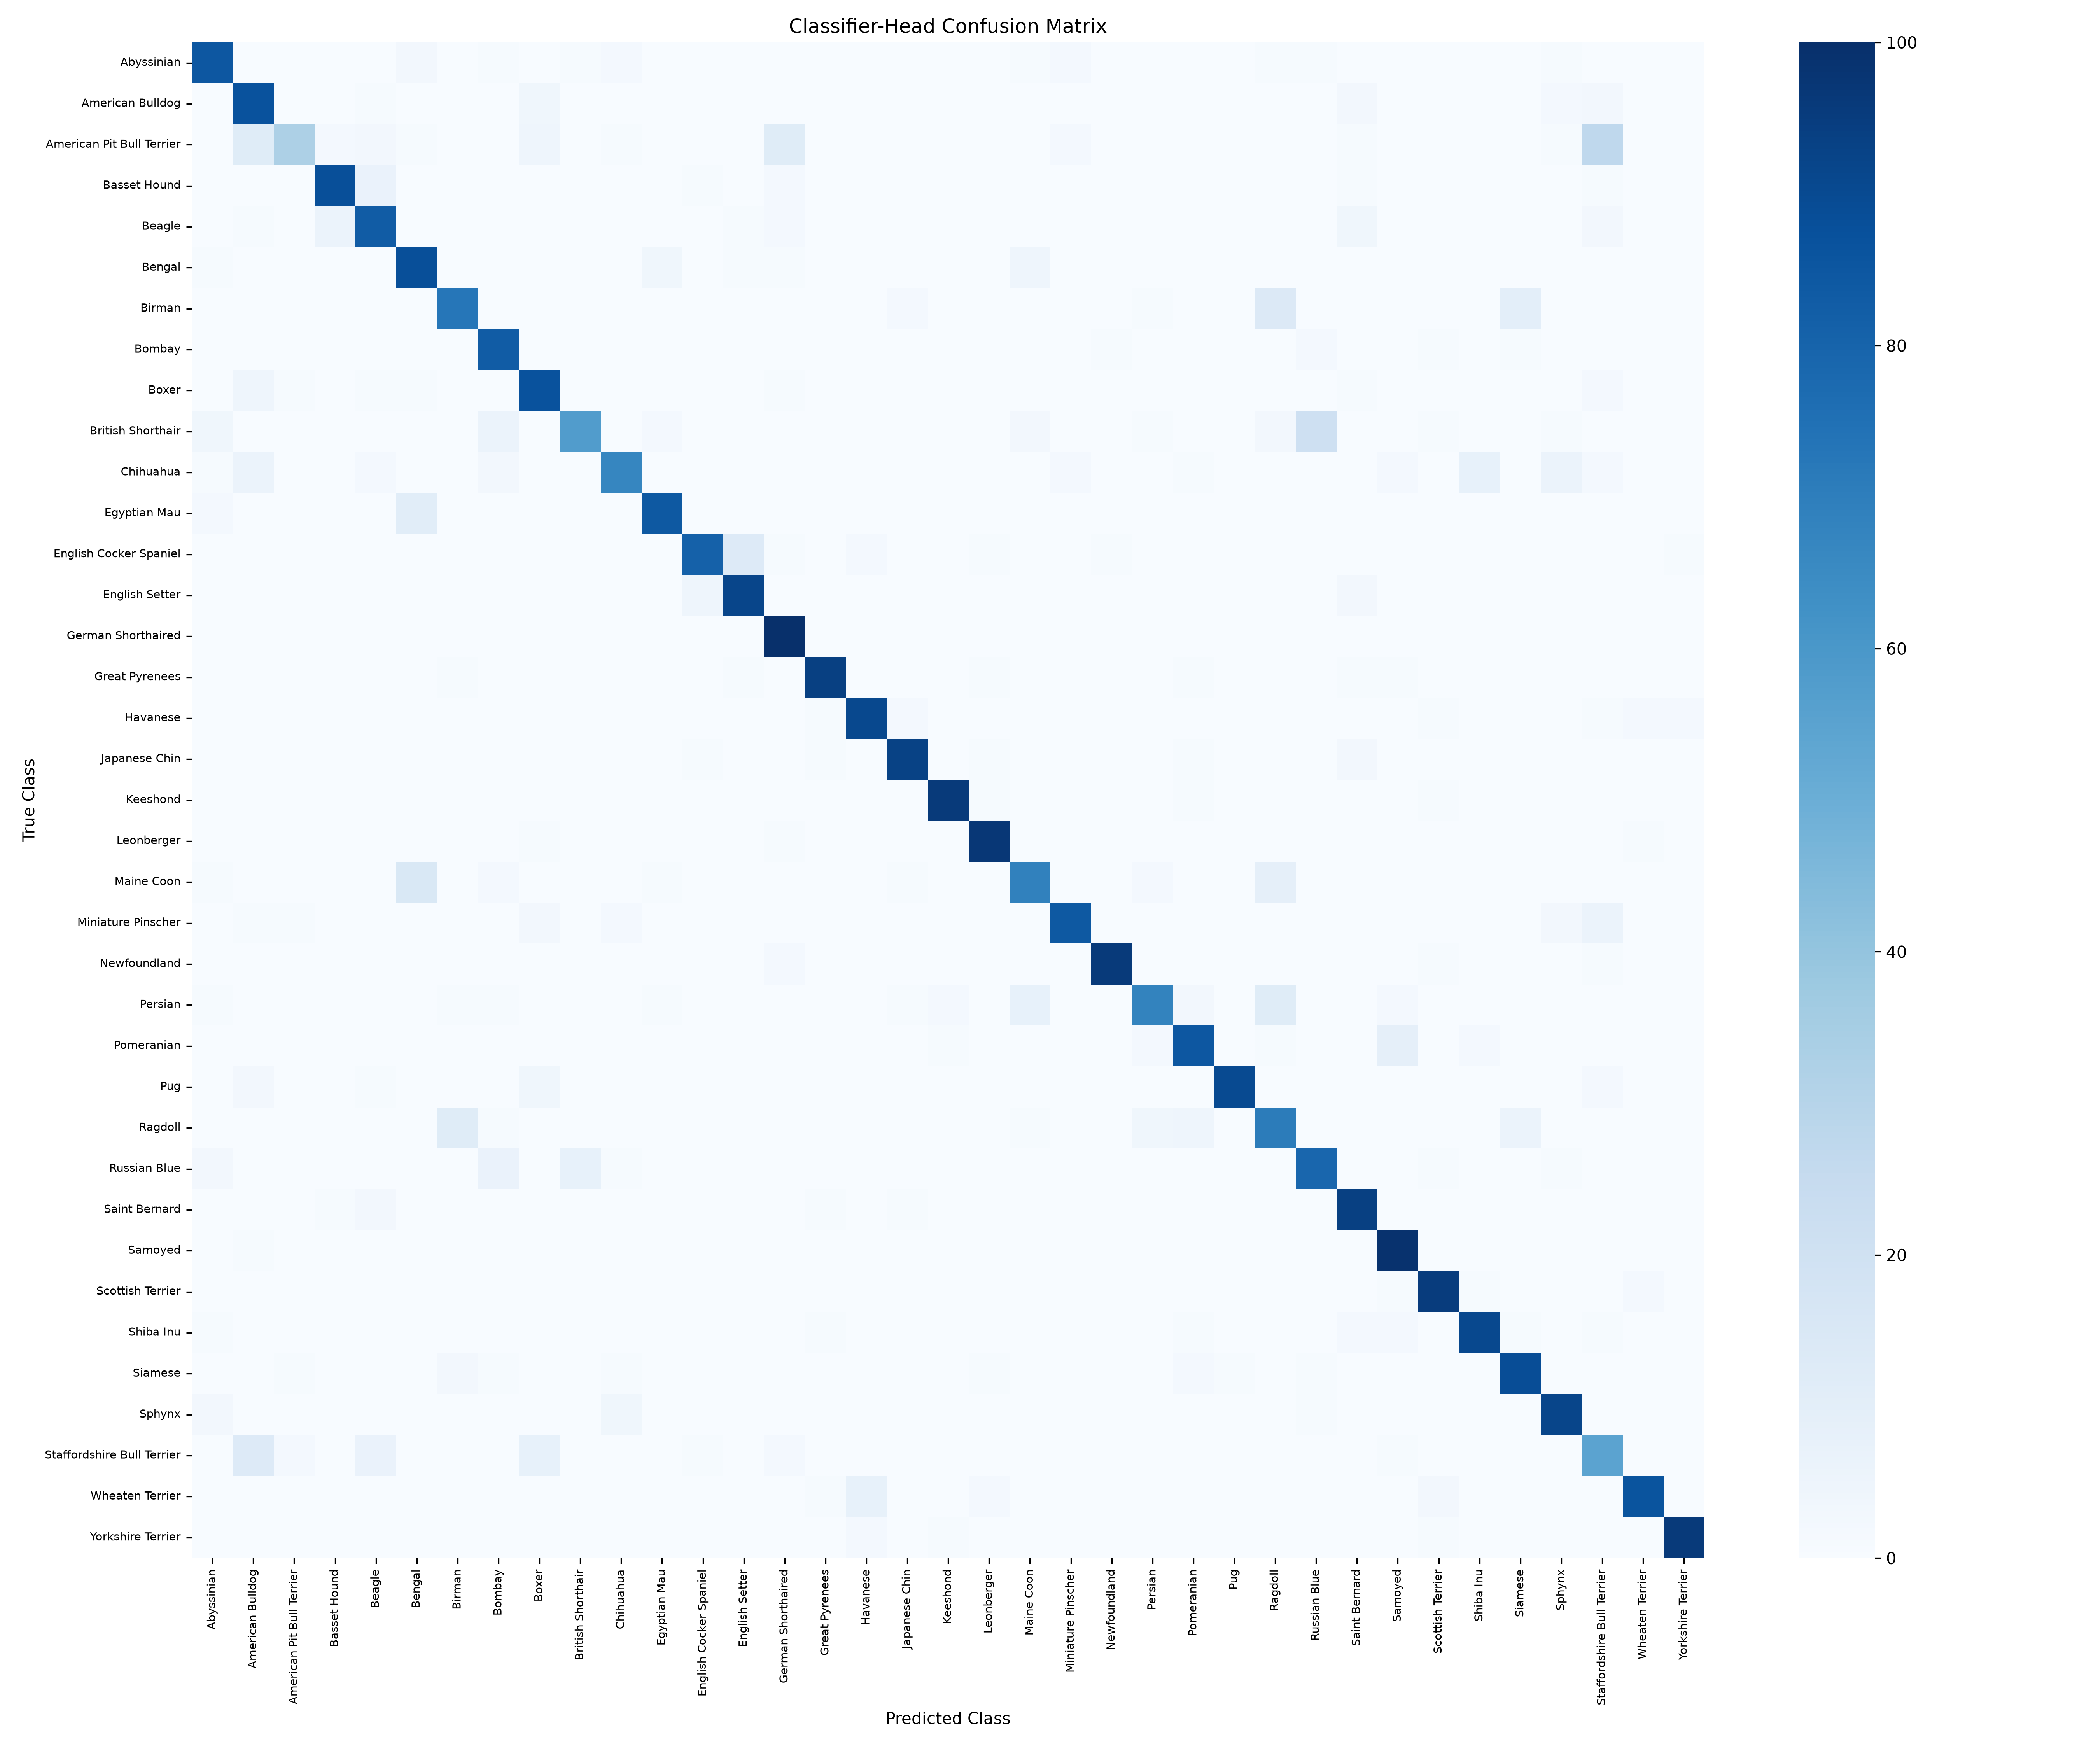 Classifier-Head Confusion Matrix
True Class
Abyssinian
American Bulldog
American Pit Bull Terrier
Basset Hound
Beagle
Bengal
Birman
Bombay
Boxer
British Shorthair
Chihuahua
Egyptian Mau
English Cocker Spaniel
English Setter
German Shorthaired
Great Pyrenees
Havanese
Japanese Chin
Keeshond
Leonberger
Maine Coon
Miniature Pinscher
Newfoundland
Persian
Pomeranian
Pug
Ragdoll
Russian Blue
Saint Bernard
Samoyed
Scottish Terrier
Shiba Inu
Siamese
Sphynx
Staffordshire Bull Terrier
Wheaten Terrier
Yorkshire Terrier
Abyssinian
American Bulldog
American Pit Bull Terrier
Basset Hound
Beagle
Bengal
Birman
Bombay
Boxer
British Shorthair
Chihuahua
Egyptian Mau
English Cocker Spaniel
English Setter
German Shorthaired
Great Pyrenees
Havanese
Japanese Chin
Keeshond
Leonberger
Maine Coon
Miniature Pinscher
Newfoundland
Persian
Pomeranian
Pug
Ragdoll
Russian Blue
Saint Bernard
Samoyed
Scottish Terrier
Shiba Inu
Siamese
Sphynx
Staffordshire Bull Terrier
Wheaten Terrier
Yorkshire Terrier
Predicted Class
100
80
60
40
20
0